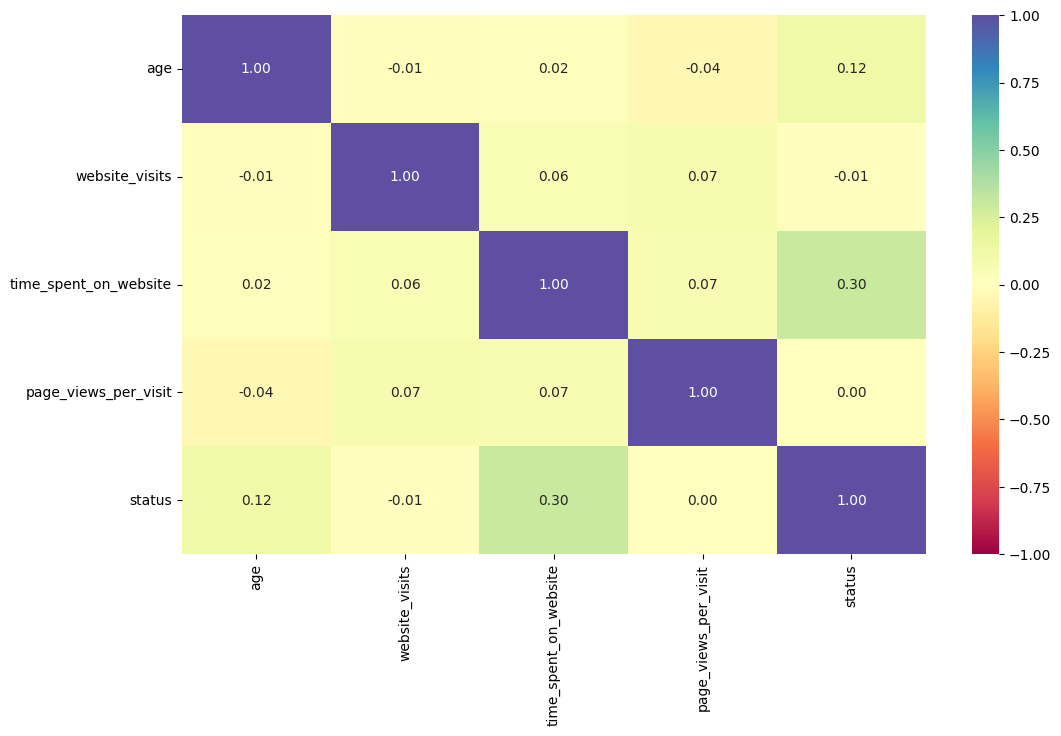 age 1.00 -0.01 0.02 -0.04 0.12
website_visits -0.01 1.00 0.06 0.07 -0.01
time_spent_on_website 0.02 0.06 1.00 0.07 0.30
page_views_per_visit -0.04 0.07 0.07 1.00 0.00
status 0.12 -0.01 0.30 0.00 1.00
age
website_visits
time_spent_on_website
page_views_per_visit
status
1.00
0.75
0.50
0.25
0.00
−0.25
−0.50
−0.75
−1.00